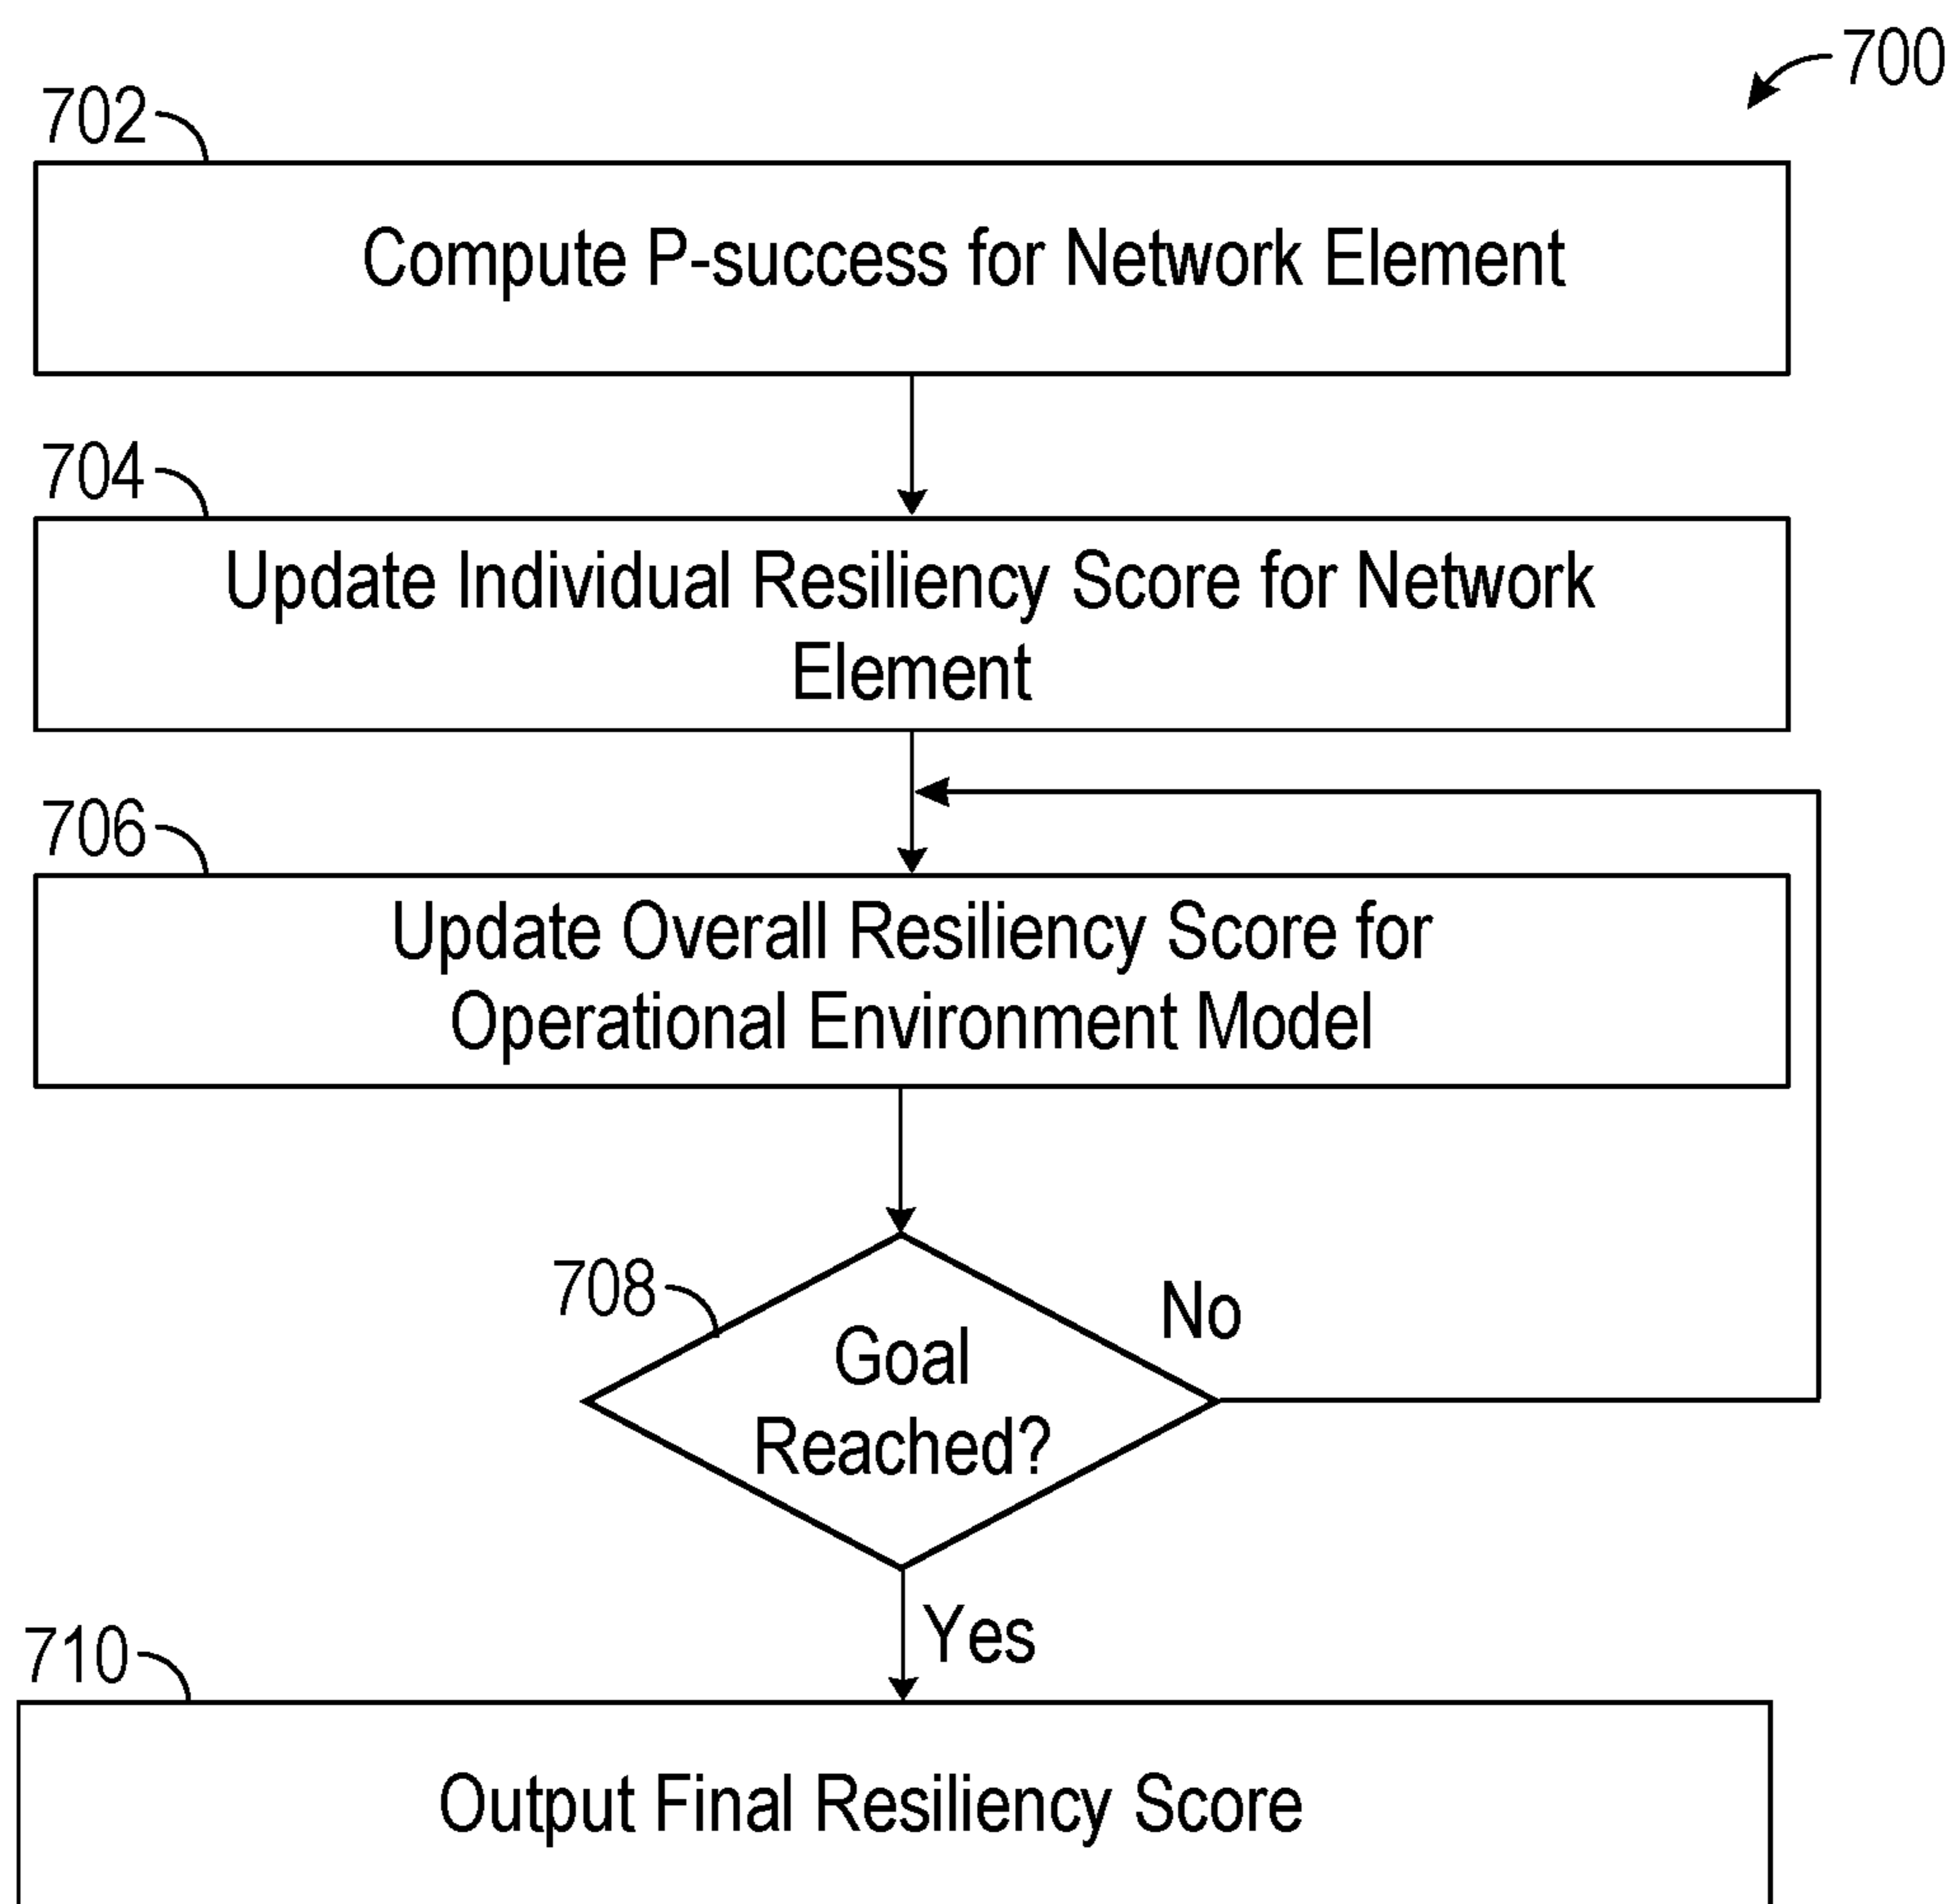 700
702
Compute P-success for Network Element
704
Update Individual Resiliency Score for Network
Element
706
Update Overall Resiliency Score for
Operational Environment Model
708
Goal
Reached?
No
Yes
710
Output Final Resiliency Score